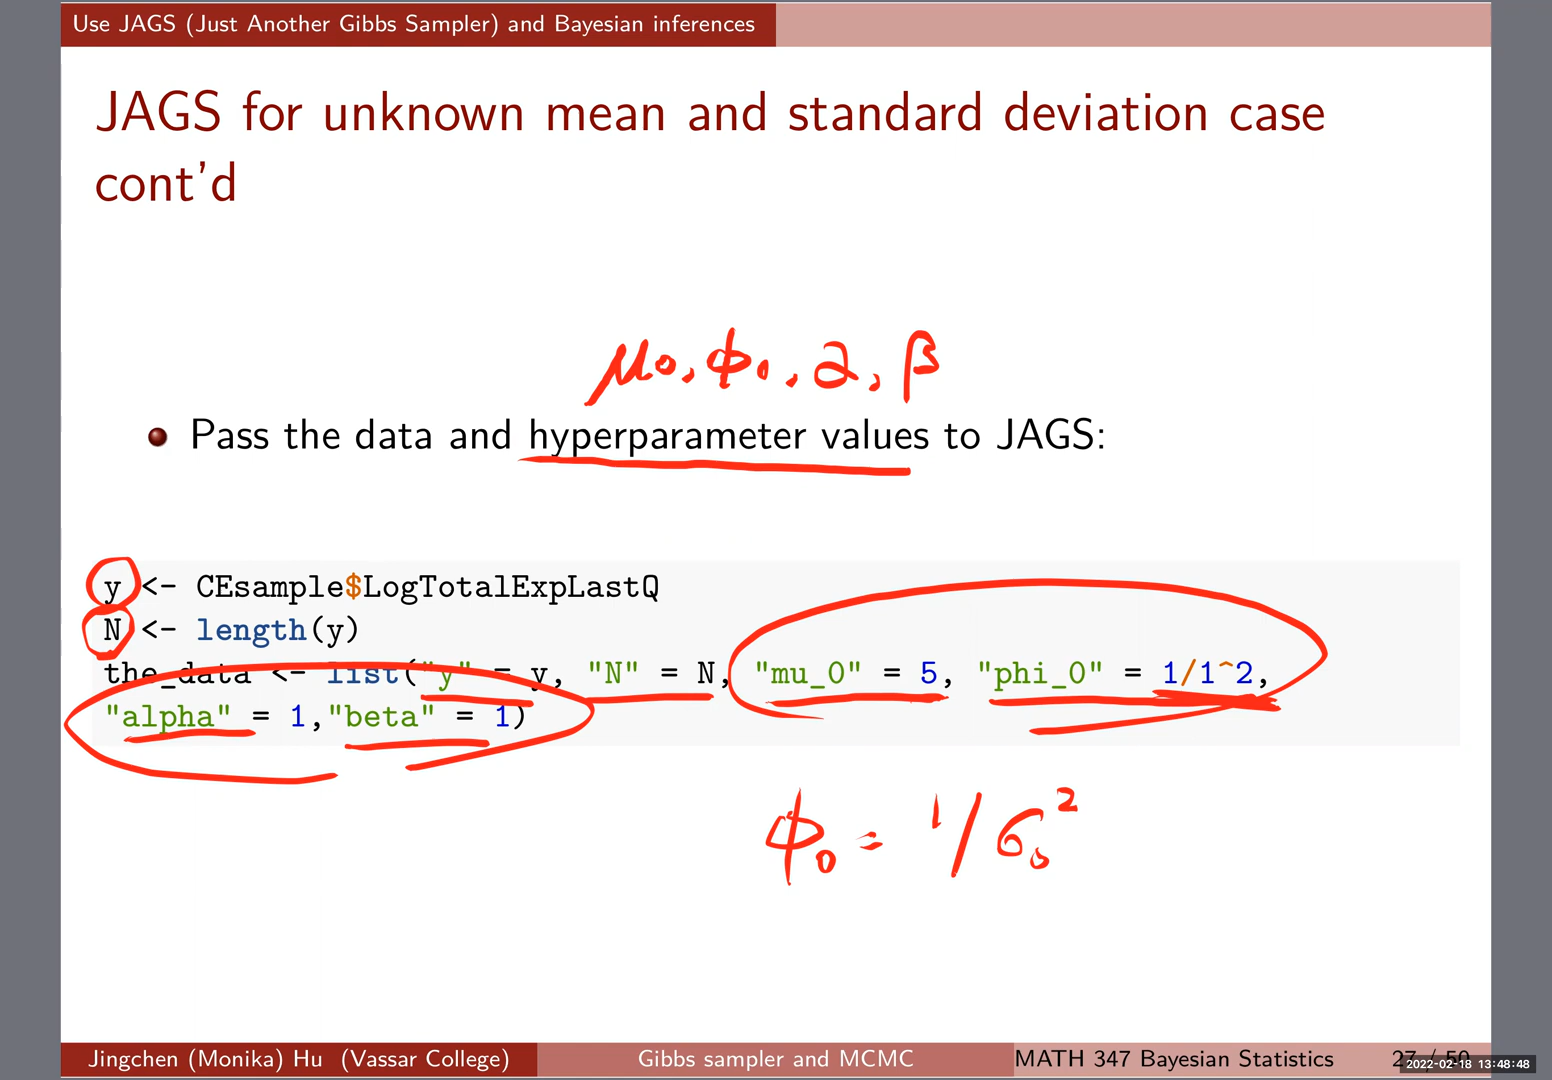 Use JAGS (Just Another Gibbs Sampler) and Bayesian inferences
JAGS for unknown mean and standard deviation case
cont'd
μ0, ϕ0, α, β
Pass the data and hyperparameter values to JAGS:
y <- CEsample$LogTotalExpLastQ
N <- length(y)
the_data <- list("y" = y, "N" = N, "mu_0" = 5, "phi_0" = 1/1^2,
"alpha" = 1,"beta" = 1)
ϕ0 = 1/σ0²
Jingchen (Monika) Hu (Vassar College) Gibbs sampler and MCMC MATH 347 Bayesian Statistics 27 / 50
2022-02-18 13:48:48